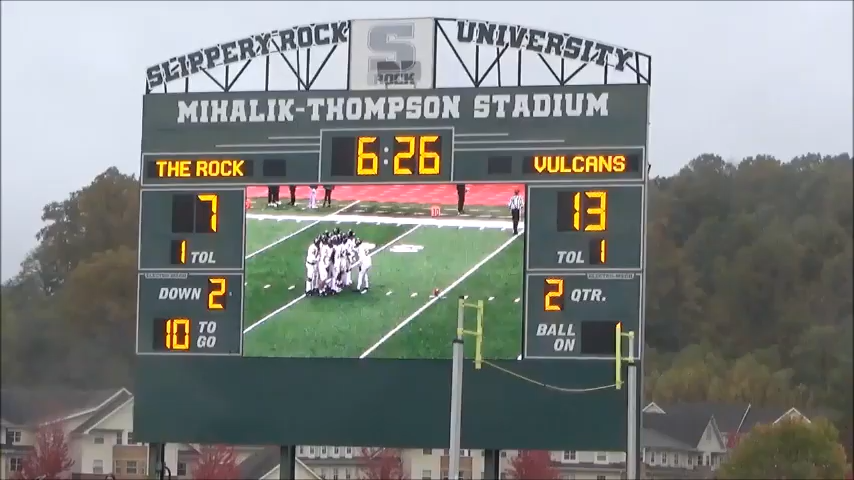 SLIPPERY ROCK UNIVERSITY
S
ROCK
MIHALIK-THOMPSON STADIUM
6:26
THE ROCK VULCANS
7 13
1 TOL TOL 1
DOWN 2 2 QTR.
10 TO GO BALL ON